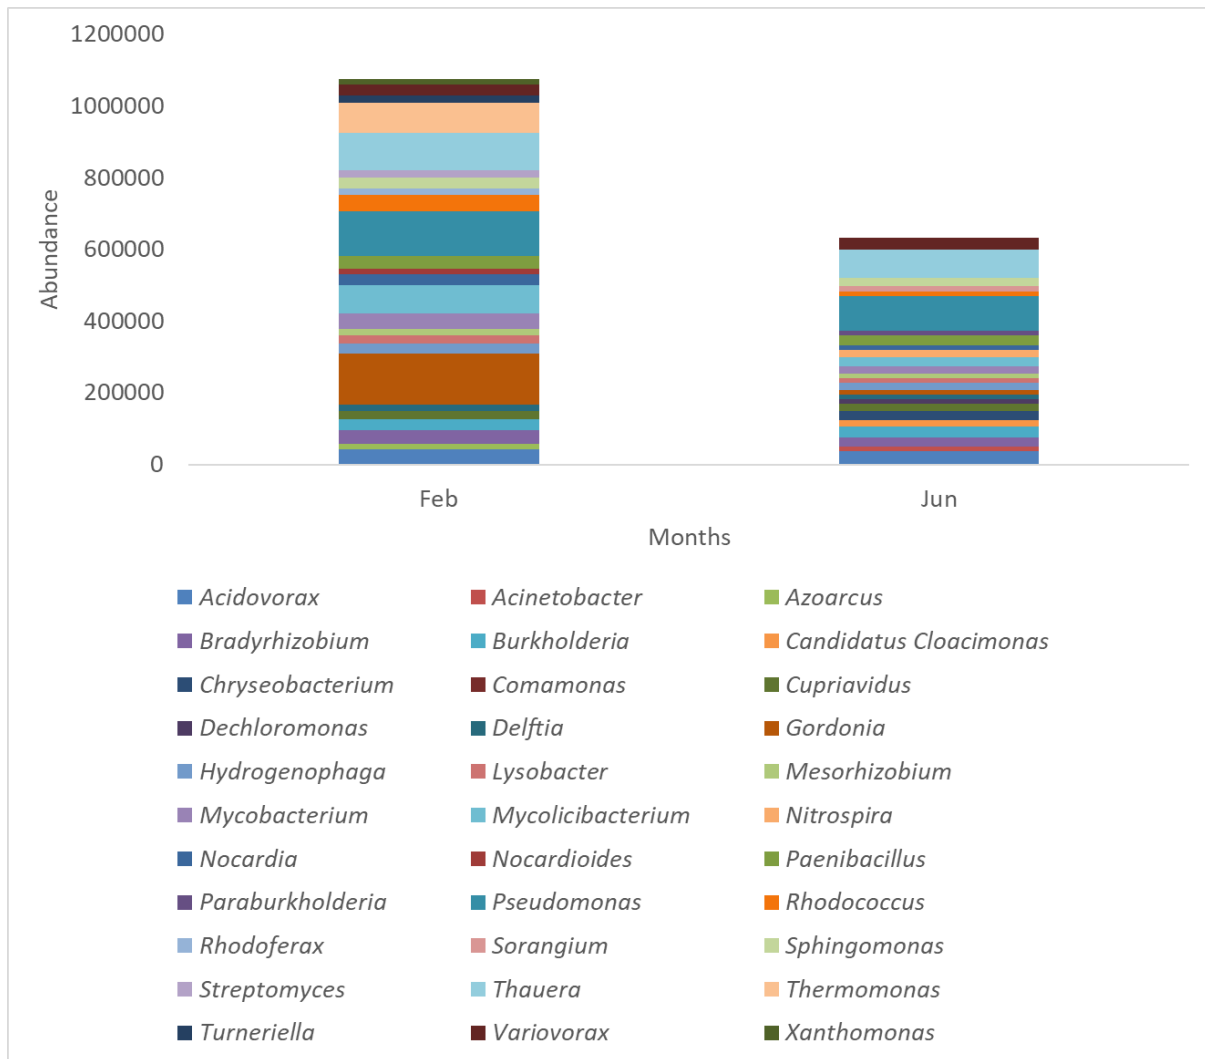 1200000
1000000
800000
600000
400000
200000
0
Abundance
Feb Jun
Months
Acidovorax Acinetobacter Azoarcus
Bradyrhizobium Burkholderia Candidatus Cloacimonas
Chryseobacterium Comamonas Cupriavidus
Dechloromonas Delftia Gordonia
Hydrogenophaga Lysobacter Mesorhizobium
Mycobacterium Mycolicibacterium Nitrospira
Nocardia Nocardioides Paenibacillus
Paraburkholderia Pseudomonas Rhodococcus
Rhodoferax Sorangium Sphingomonas
Streptomyces Thauera Thermomonas
Turneriella Variovorax Xanthomonas